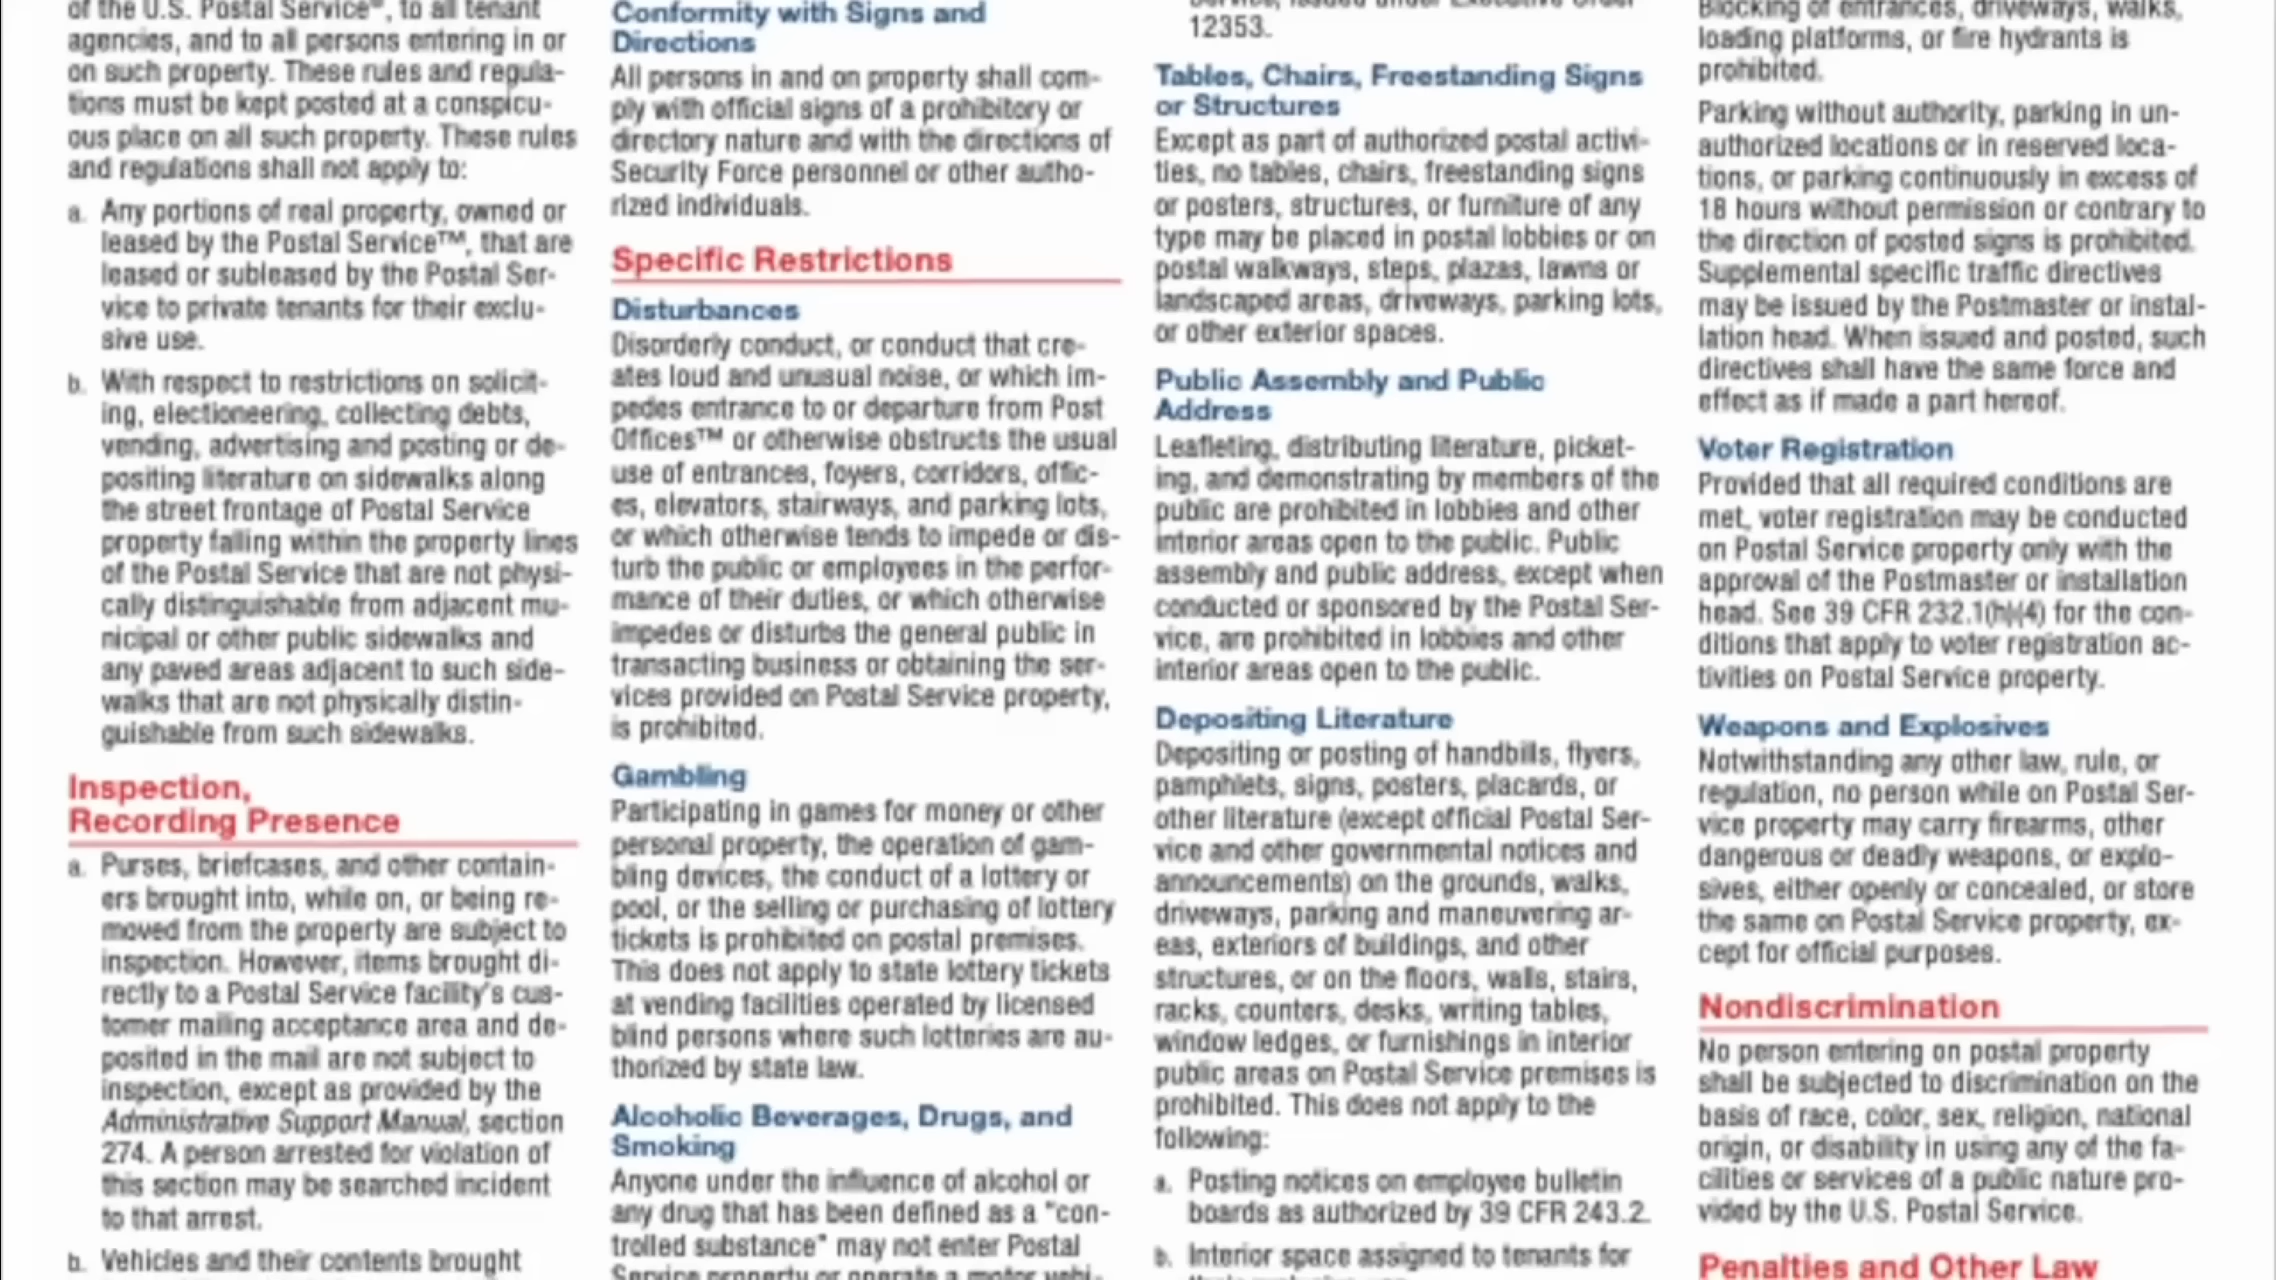 of the U.S. Postal Service®, to all tenant
agencies, and to all persons entering in or
on such property. These rules and regula-
tions must be kept posted at a conspicu-
ous place on all such property. These rules
and regulations shall not apply to:
a. Any portions of real property, owned or
leased by the Postal Service™, that are
leased or subleased by the Postal Ser-
vice to private tenants for their exclu-
sive use.
b. With respect to restrictions on solicit-
ing, electioneering, collecting debts,
vending, advertising and posting or de-
positing literature on sidewalks along
the street frontage of Postal Service
property falling within the property lines
of the Postal Service that are not physi-
cally distinguishable from adjacent mu-
nicipal or other public sidewalks and
any paved areas adjacent to such side-
walks that are not physically distin-
guishable from such sidewalks.
Inspection,
Recording Presence
a. Purses, briefcases, and other contain-
ers brought into, while on, or being re-
moved from the property are subject to
inspection. However, items brought di-
rectly to a Postal Service facility's cus-
tomer mailing acceptance area and de-
posited in the mail are not subject to
inspection, except as provided by the
Administrative Support Manual, section
274. A person arrested for violation of
this section may be searched incident
to that arrest.
b. Vehicles and their contents brought
Conformity with Signs and
Directions
All persons in and on property shall com-
ply with official signs of a prohibitory or
directory nature and with the directions of
Security Force personnel or other autho-
rized individuals.
Specific Restrictions
Disturbances
Disorderly conduct, or conduct that cre-
ates loud and unusual noise, or which im-
pedes entrance to or departure from Post
Offices™ or otherwise obstructs the usual
use of entrances, foyers, corridors, offic-
es, elevators, stairways, and parking lots,
or which otherwise tends to impede or dis-
turb the public or employees in the perfor-
mance of their duties, or which otherwise
impedes or disturbs the general public in
transacting business or obtaining the ser-
vices provided on Postal Service property,
is prohibited.
Gambling
Participating in games for money or other
personal property, the operation of gam-
bling devices, the conduct of a lottery or
pool, or the selling or purchasing of lottery
tickets is prohibited on postal premises.
This does not apply to state lottery tickets
at vending facilities operated by licensed
blind persons where such lotteries are au-
thorized by state law.
Alcoholic Beverages, Drugs, and
Smoking
Anyone under the influence of alcohol or
any drug that has been defined as a "con-
trolled substance" may not enter Postal
Service property or operate a motor vehi-
Service, issued under Executive Order
12353.
Tables, Chairs, Freestanding Signs
or Structures
Except as part of authorized postal activi-
ties, no tables, chairs, freestanding signs
or posters, structures, or furniture of any
type may be placed in postal lobbies or on
postal walkways, steps, plazas, lawns or
landscaped areas, driveways, parking lots,
or other exterior spaces.
Public Assembly and Public
Address
Leafleting, distributing literature, picket-
ing, and demonstrating by members of the
public are prohibited in lobbies and other
interior areas open to the public. Public
assembly and public address, except when
conducted or sponsored by the Postal Ser-
vice, are prohibited in lobbies and other
interior areas open to the public.
Depositing Literature
Depositing or posting of handbills, flyers,
pamphlets, signs, posters, placards, or
other literature (except official Postal Ser-
vice and other governmental notices and
announcements) on the grounds, walks,
driveways, parking and maneuvering ar-
eas, exteriors of buildings, and other
structures, or on the floors, walls, stairs,
racks, counters, desks, writing tables,
window ledges, or furnishings in interior
public areas on Postal Service premises is
prohibited. This does not apply to the
following:
a. Posting notices on employee bulletin
boards as authorized by 39 CFR 243.2.
b. Interior space assigned to tenants for
Blocking of entrances, driveways, walks,
loading platforms, or fire hydrants is
prohibited.
Parking without authority, parking in un-
authorized locations or in reserved loca-
tions, or parking continuously in excess of
18 hours without permission or contrary to
the direction of posted signs is prohibited.
Supplemental specific traffic directives
may be issued by the Postmaster or instal-
lation head. When issued and posted, such
directives shall have the same force and
effect as if made a part hereof.
Voter Registration
Provided that all required conditions are
met, voter registration may be conducted
on Postal Service property only with the
approval of the Postmaster or installation
head. See 39 CFR 232.1(h)(4) for the con-
ditions that apply to voter registration ac-
tivities on Postal Service property.
Weapons and Explosives
Notwithstanding any other law, rule, or
regulation, no person while on Postal Ser-
vice property may carry firearms, other
dangerous or deadly weapons, or explo-
sives, either openly or concealed, or store
the same on Postal Service property, ex-
cept for official purposes.
Nondiscrimination
No person entering on postal property
shall be subjected to discrimination on the
basis of race, color, sex, religion, national
origin, or disability in using any of the fa-
cilities or services of a public nature pro-
vided by the U.S. Postal Service.
Penalties and Other Law